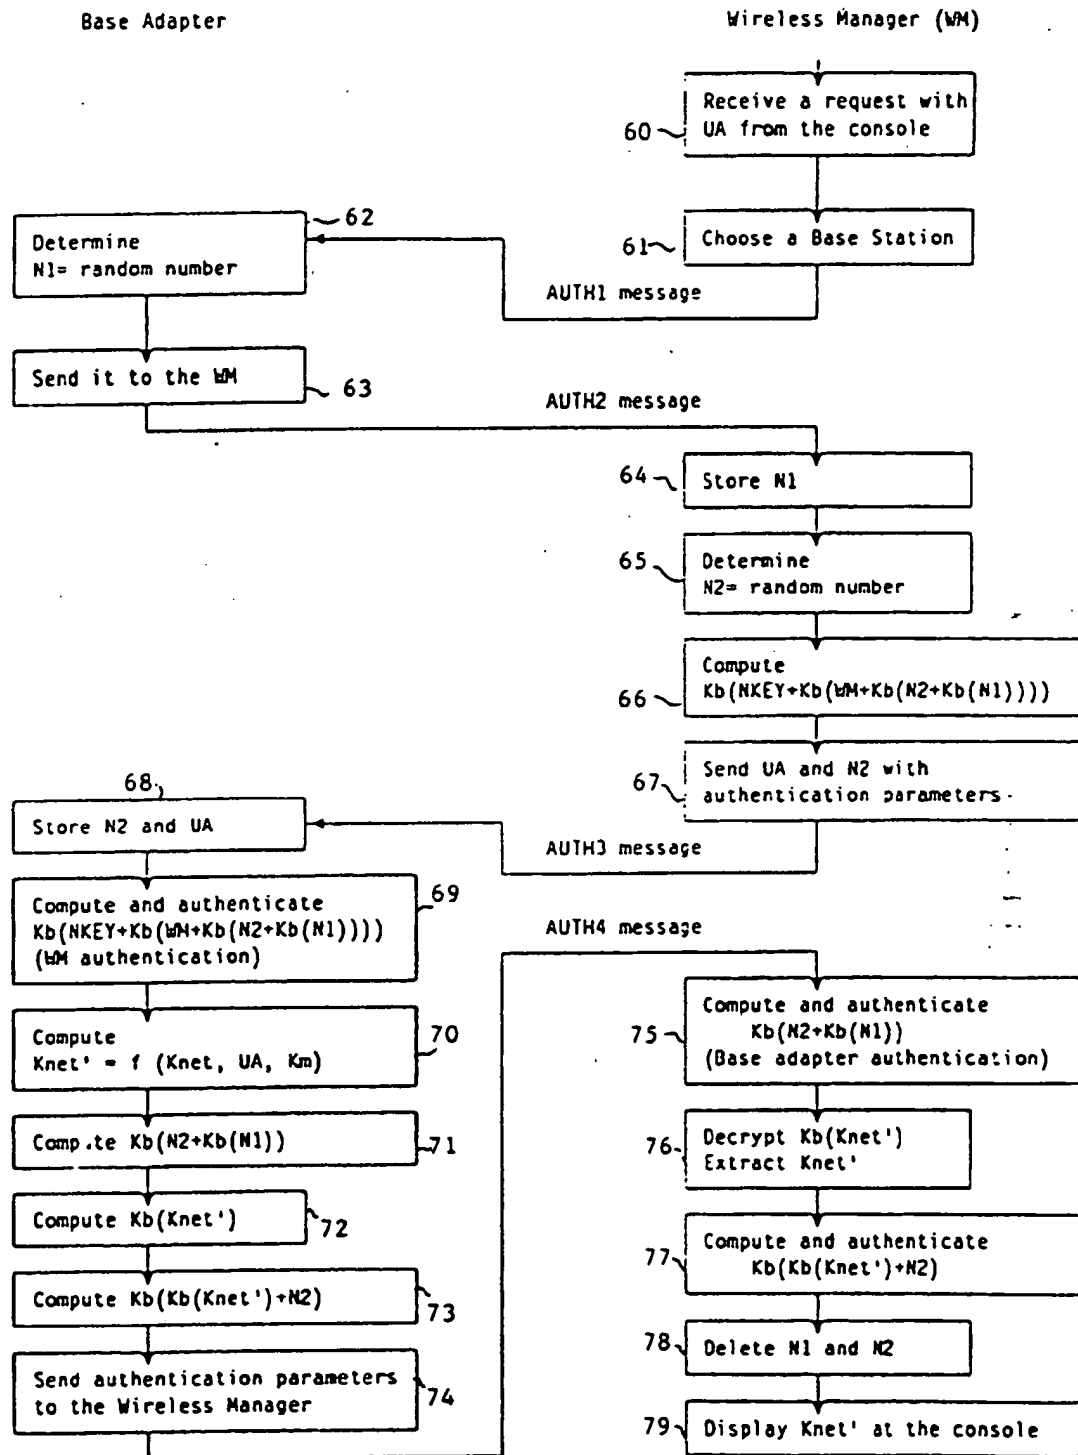 Base Adapter
Wireless Manager (WM)
Receive a request with
UA from the console
60
61
Choose a Base Station
62
Determine
N1= random number
AUTH1 message
Send it to the WM
63
AUTH2 message
64
Store N1
65
Determine
N2= random number
66
Compute
Kb(NKEY+Kb(WM+Kb(N2+Kb(N1))))
67
Send UA and N2 with
authentication parameters
68
Store N2 and UA
AUTH3 message
Compute and authenticate
Kb(NKEY+Kb(WM+Kb(N2+Kb(N1))))
(WM authentication)
69
AUTH4 message
Compute
Knet' = f (Knet, UA, Km)
70
75
Compute and authenticate
Kb(N2+Kb(N1))
(Base adapter authentication)
Comp.te Kb(N2+Kb(N1))
71
76
Decrypt Kb(Knet')
Extract Knet'
Compute Kb(Knet')
72
77
Compute and authenticate
Kb(Kb(Knet')+N2)
Compute Kb(Kb(Knet')+N2)
73
78
Delete N1 and N2
Send authentication parameters
to the Wireless Manager
74
79
Display Knet' at the console